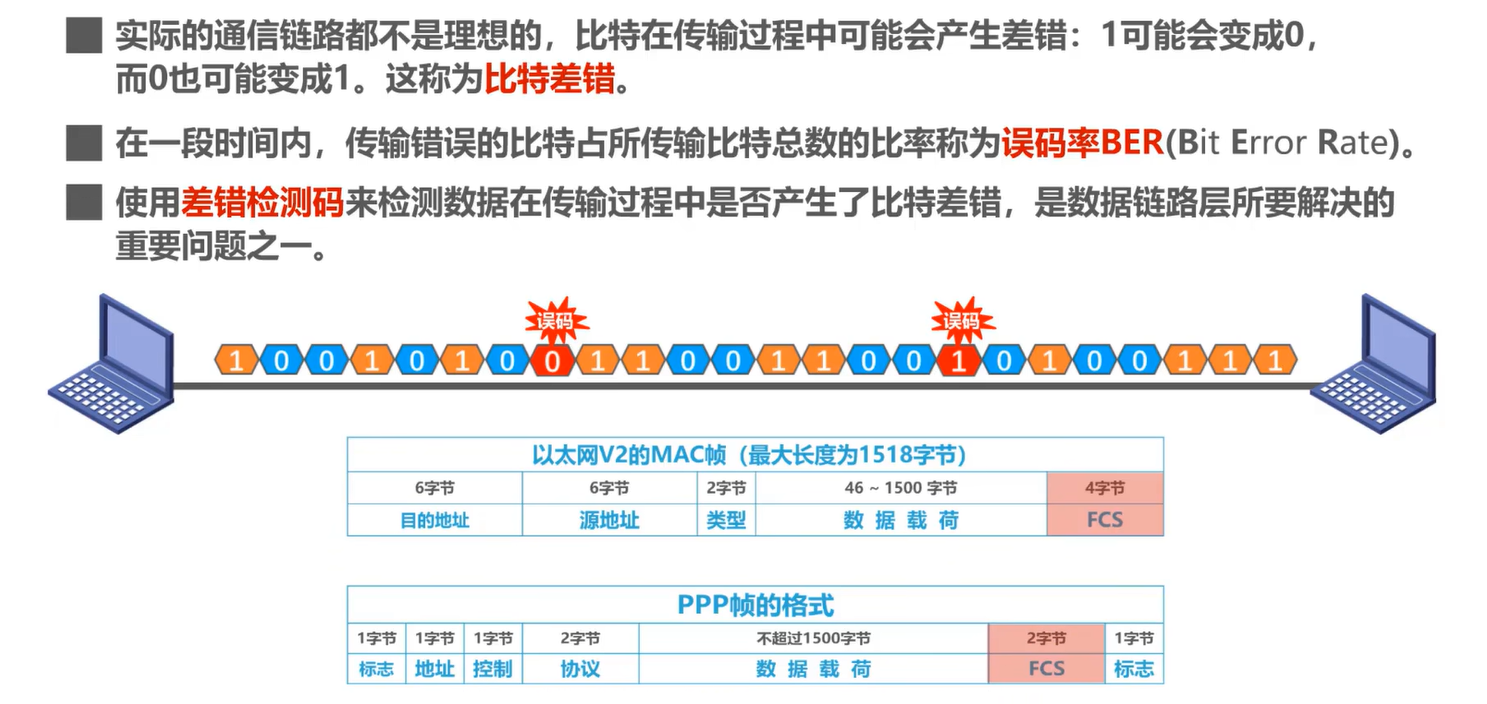 实际的通信链路都不是理想的，比特在传输过程中可能会产生差错：1可能会变成0，
而0也可能变成1。这称为比特差错。
在一段时间内，传输错误的比特占所传输比特总数的比率称为误码率BER(Bit Error Rate)。
使用差错检测码来检测数据在传输过程中是否产生了比特差错，是数据链路层所要解决的
重要问题之一。
误码 误码
1 0 0 1 0 1 0 0 1 1 0 0 1 1 0 0 1 0 1 0 0 1 1 1
以太网V2的MAC帧（最大长度为1518字节）
6字节 6字节 2字节 46 ~ 1500 字节 4字节
目的地址 源地址 类型 数 据 载 荷 FCS
PPP帧的格式
1字节 1字节 1字节 2字节 不超过1500字节 2字节 1字节
标志 地址 控制 协议 数 据 载 荷 FCS 标志